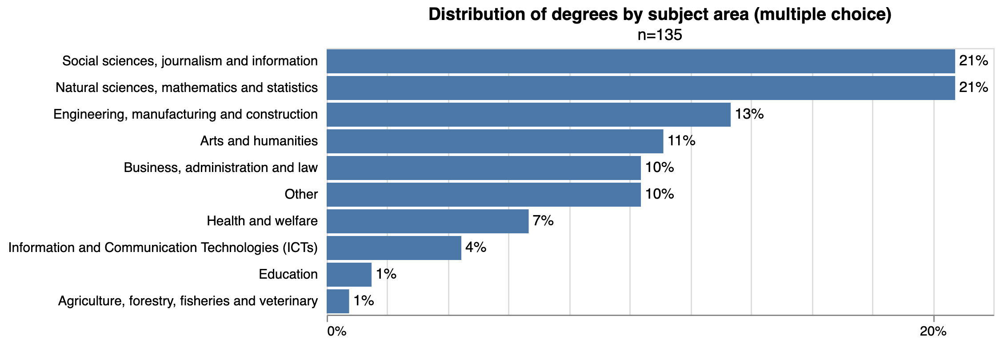 Distribution of degrees by subject area (multiple choice)
n=135
Social sciences, journalism and information 21%
Natural sciences, mathematics and statistics 21%
Engineering, manufacturing and construction 13%
Arts and humanities 11%
Business, administration and law 10%
Other 10%
Health and welfare 7%
Information and Communication Technologies (ICTs) 4%
Education 1%
Agriculture, forestry, fisheries and veterinary 1%
0% 20%